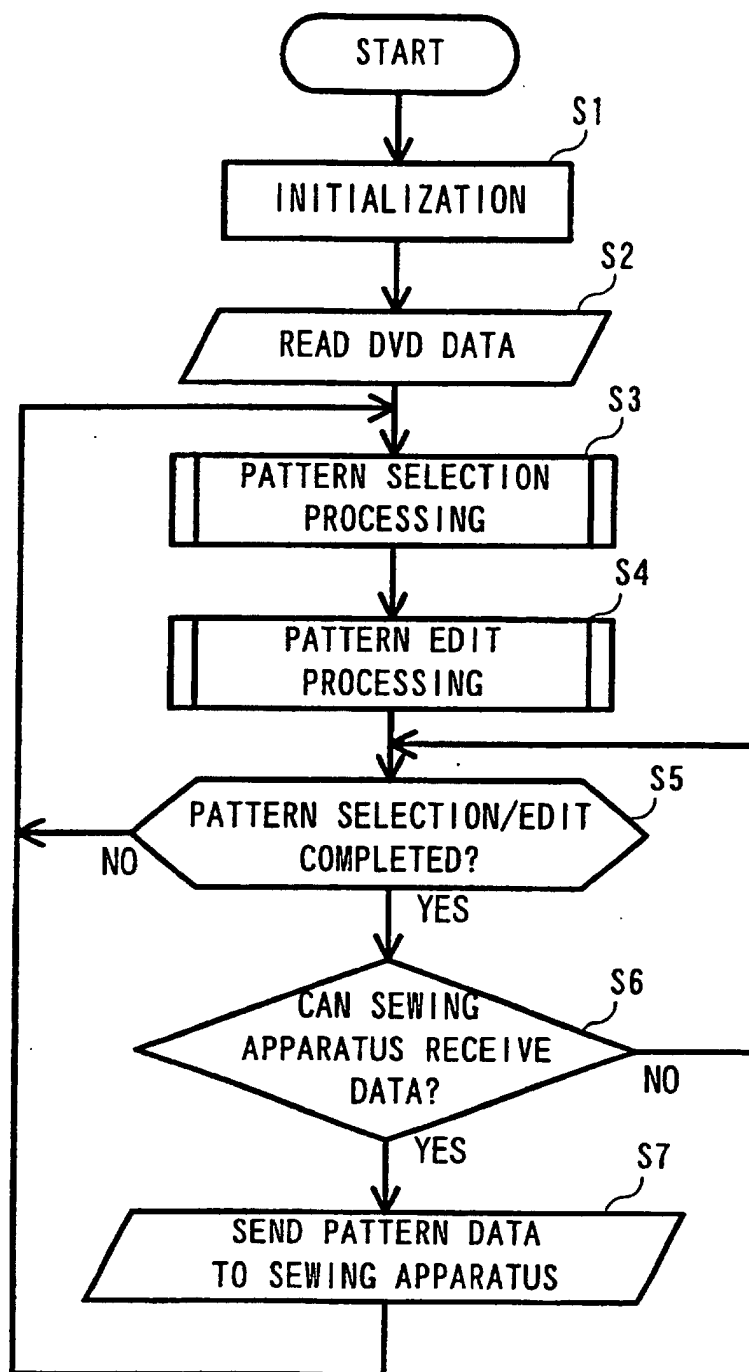 START
S1
INITIALIZATION
S2
READ DVD DATA
S3
PATTERN SELECTION
PROCESSING
S4
PATTERN EDIT
PROCESSING
S5
PATTERN SELECTION/EDIT
COMPLETED?
NO
YES
S6
CAN SEWING
APPARATUS RECEIVE
DATA?
NO
YES
S7
SEND PATTERN DATA
TO SEWING APPARATUS